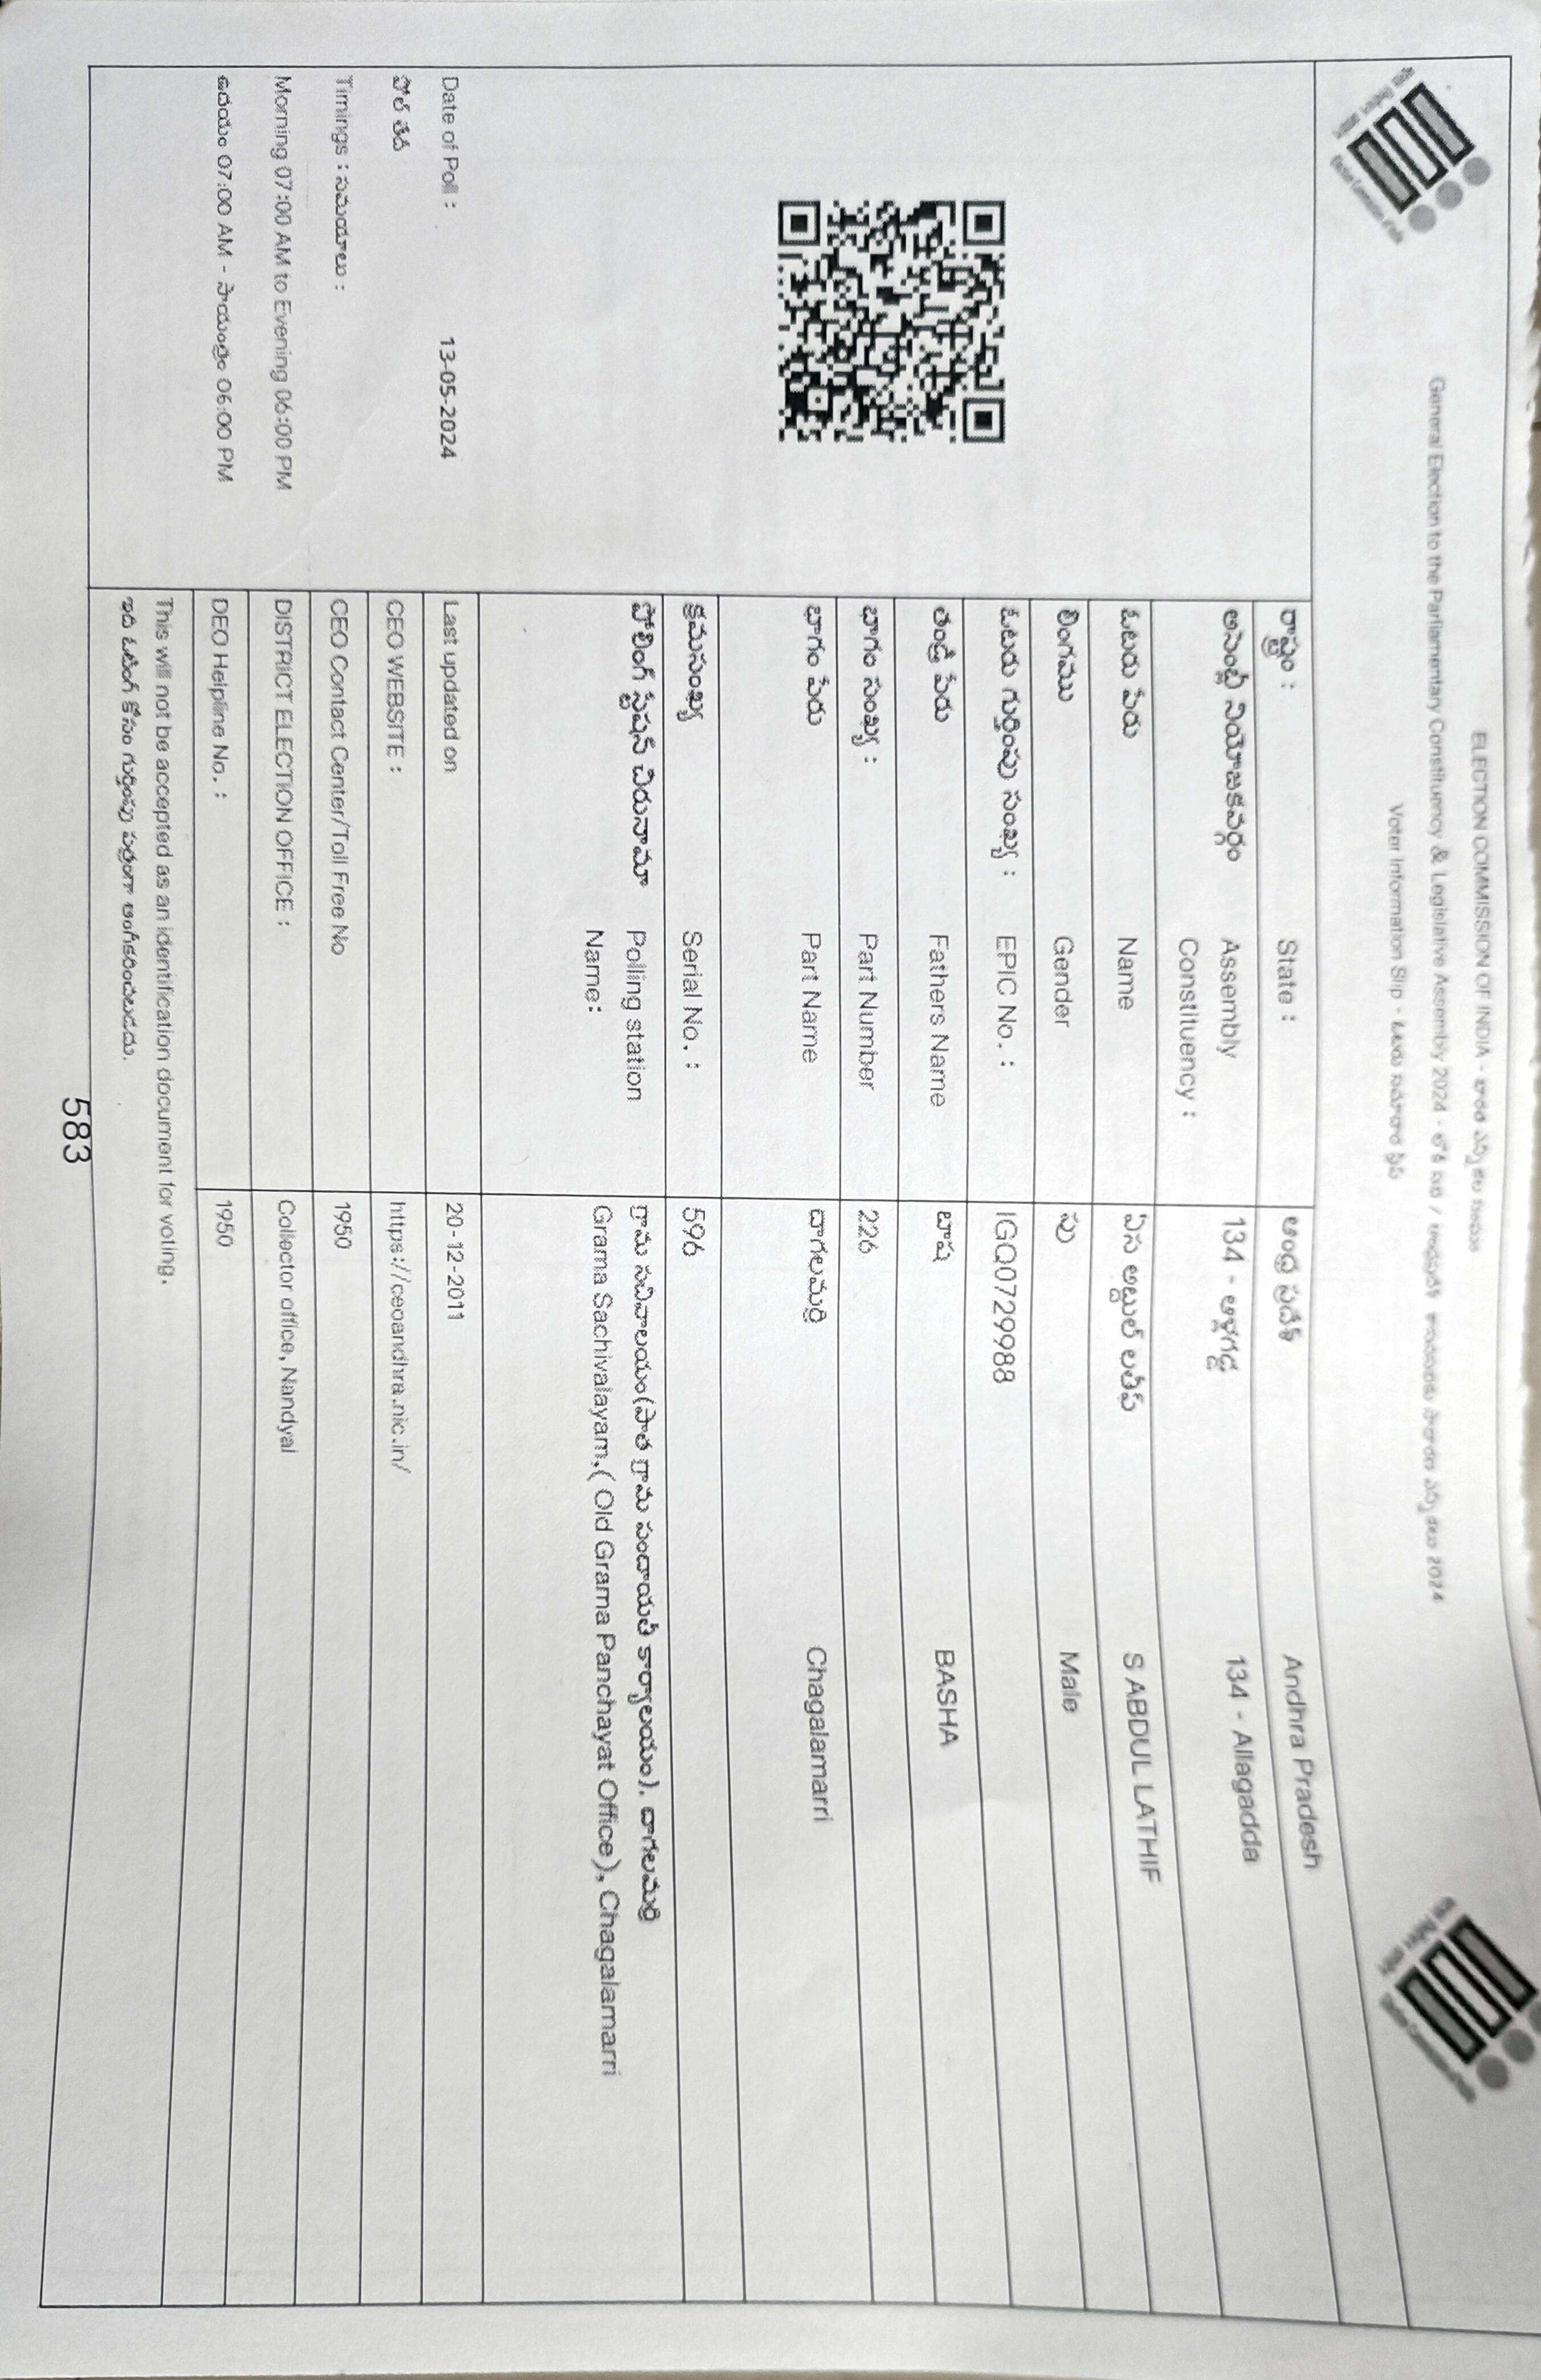 ELECTION COMMISSION OF INDIA - భారత ఎన్నికల సంఘం
General Election to the Parliamentary Constituency & Legislative Assembly 2024 - లోక్ సభ / ఆంధ్రప్రదేశ్ శాసనసభకు సాధారణ ఎన్నికలు 2024
Voter Information Slip - ఓటరు సమాచార స్లిప్
రాష్ట్రం : State : ఆంధ్ర ప్రదేశ్ Andhra Pradesh
అసెంబ్లీ నియోజకవర్గం Assembly Constituency : 134 - ఆళ్లగడ్డ 134 - Allagadda
ఓటరు పేరు Name ఏస అబ్దుల్ లతీఫ్ S ABDUL LATHIF
లింగము Gender పు Male
ఓటరు గుర్తింపు సంఖ్య : EPIC No. : IGQ0729988
తండ్రి పేరు Fathers Name బాష BASHA
భాగం సంఖ్య : Part Number 226
భాగం పేరు Part Name చాగలమర్రి Chagalamarri
క్రమసంఖ్య Serial No. : 596
పోలింగ్ స్టేషన్ చిరునామా Polling station Name: గ్రామ సచివాలయం(పాత గ్రామ పంచాయతీ కార్యాలయం), చాగలమర్రి
Grama Sachivalayam,( Old Grama Panchayat Office), Chagalamarri
Date of Poll : 13-05-2024
పోల్ తేదీ
Timings : సమయాలు :
Morning 07:00 AM to Evening 06:00 PM
ఉదయం 07:00 AM - సాయంత్రం 06:00 PM
Last updated on 20-12-2011
CEO WEBSITE : https://ceoandhra.nic.in/
CEO Contact Center/Toll Free No 1950
DISTRICT ELECTION OFFICE : Collector office, Nandyal
DEO Helpline No. : 1950
This will not be accepted as an identification document for voting.
ఇది ఓటింగ్ కోసం గుర్తింపు పత్రంగా అంగీకరించబడదు.
583